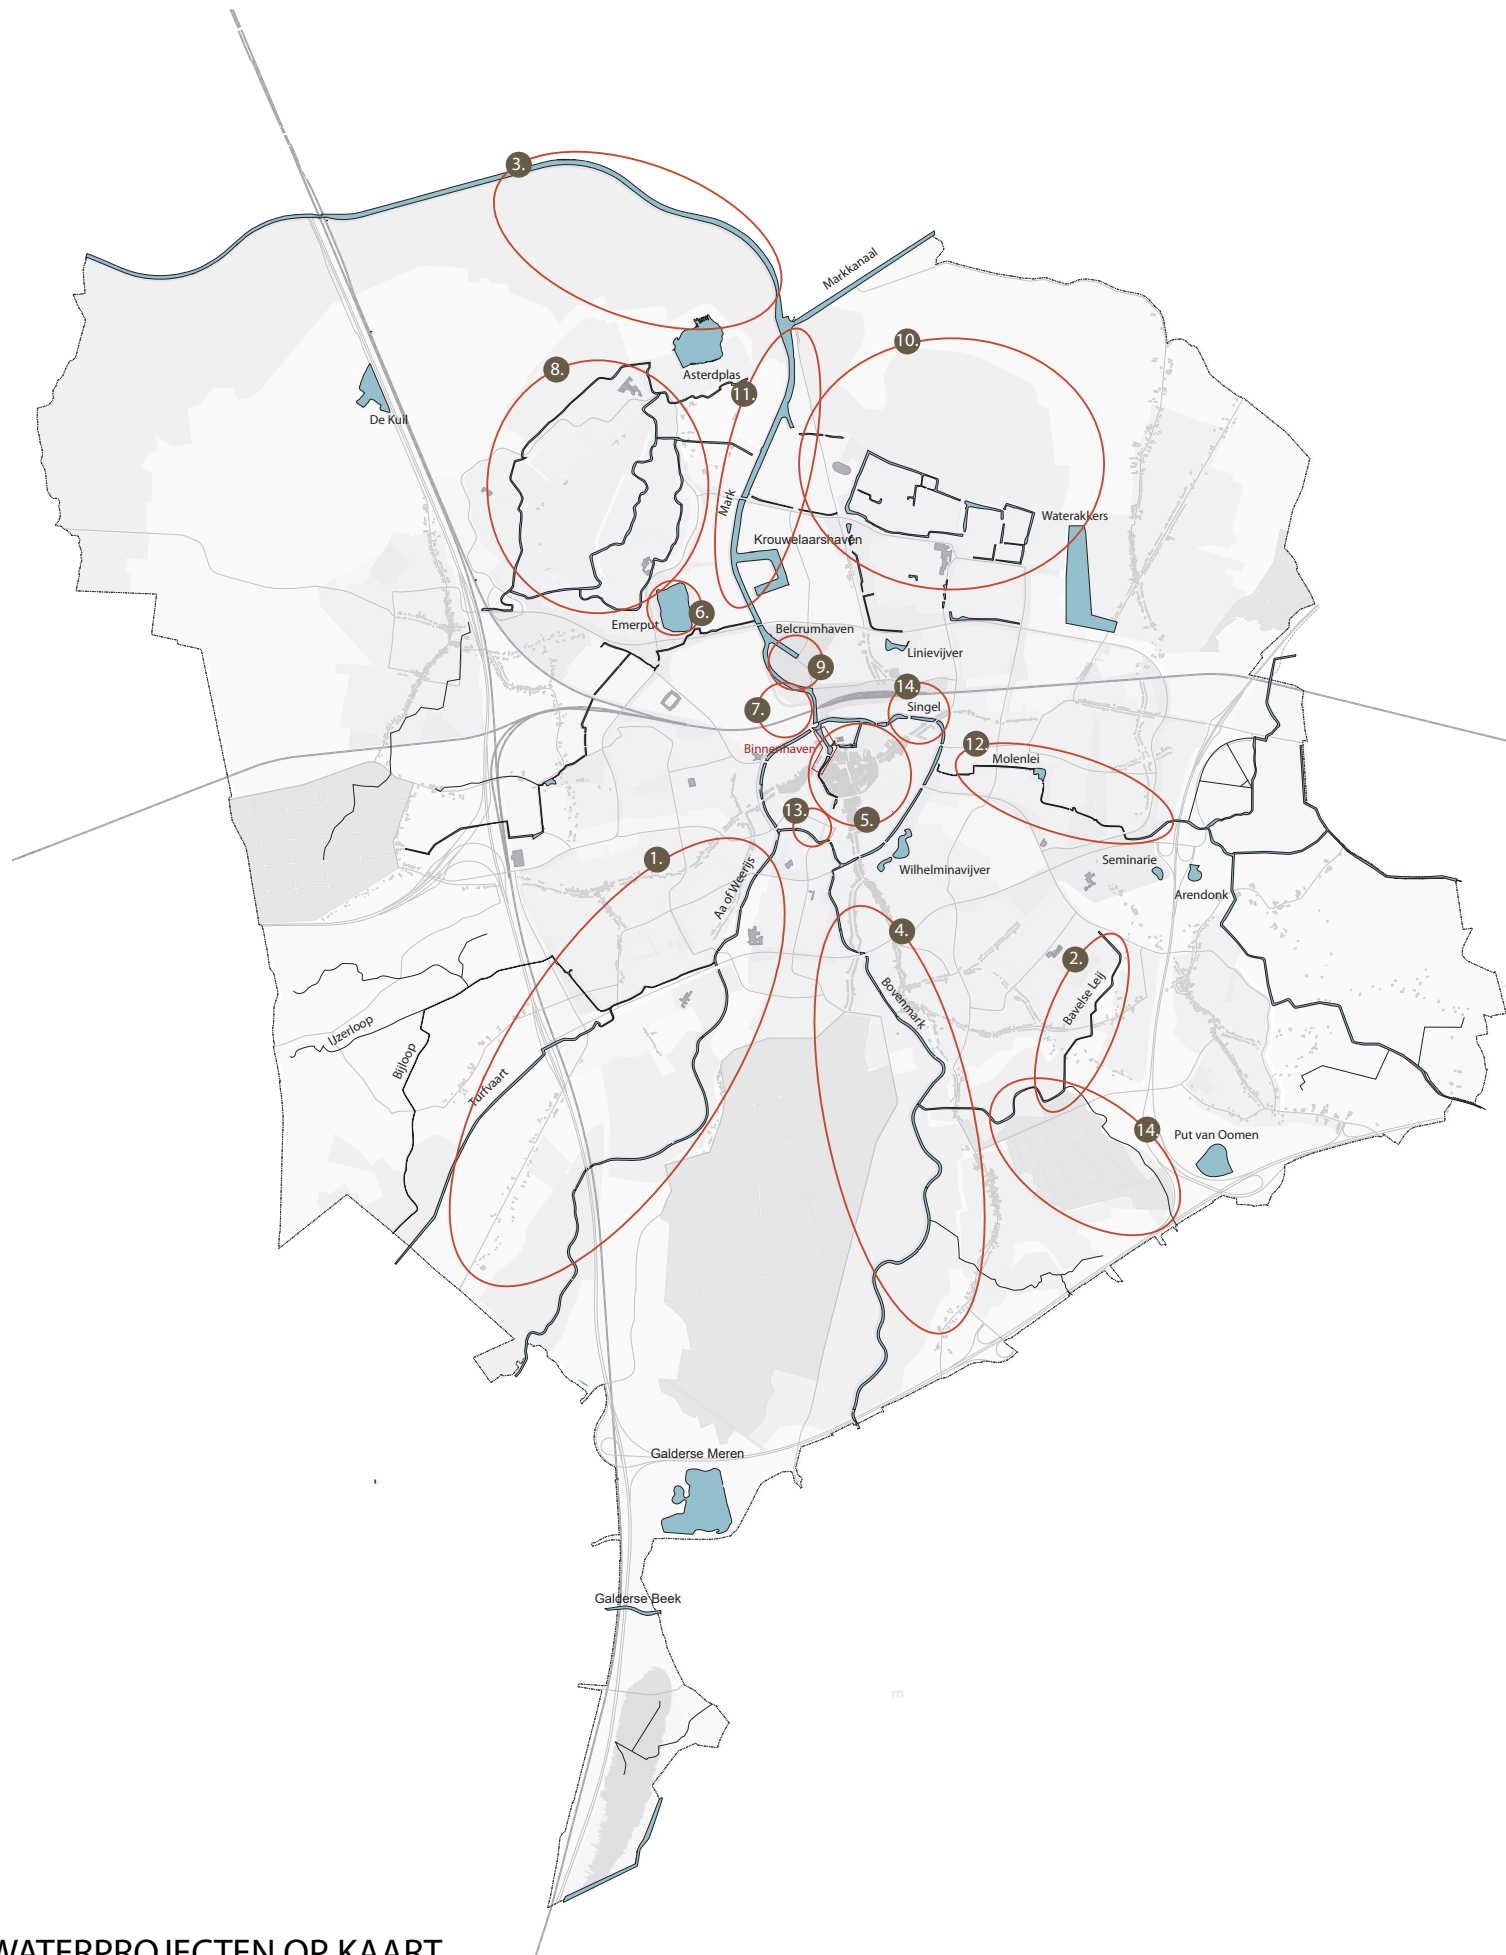 3.
Markkanaal
10.
8.
Asterdplas
11.
De Kuil
Mark
Waterakkers
Krouwelaarshaven
6.
Emerput
Belcrumhaven
Linievijver
9.
14.
7.
Singel
12.
Binnenhaven
Molenlei
13.
5.
1.
Seminarie
Wilhelminavijver
Aa of Weerijs
Arendonk
4.
2.
Bovenmark
Bavelse Leij
IJzerloop
Bijloop
Turfvaart
14.
Put van Oomen
Galderse Meren
Galderse Beek
WATERPROJECTEN OP KAART